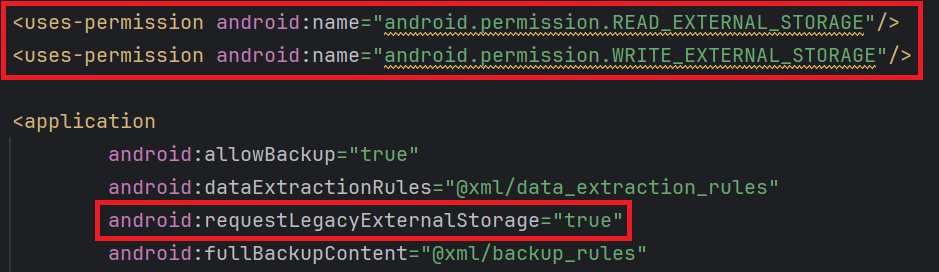 <uses-permission android:name="android.permission.READ_EXTERNAL_STORAGE"/>
<uses-permission android:name="android.permission.WRITE_EXTERNAL_STORAGE"/>
<application
android:allowBackup="true"
android:dataExtractionRules="@xml/data_extraction_rules"
android:requestLegacyExternalStorage="true"
android:fullBackupContent="@xml/backup_rules"